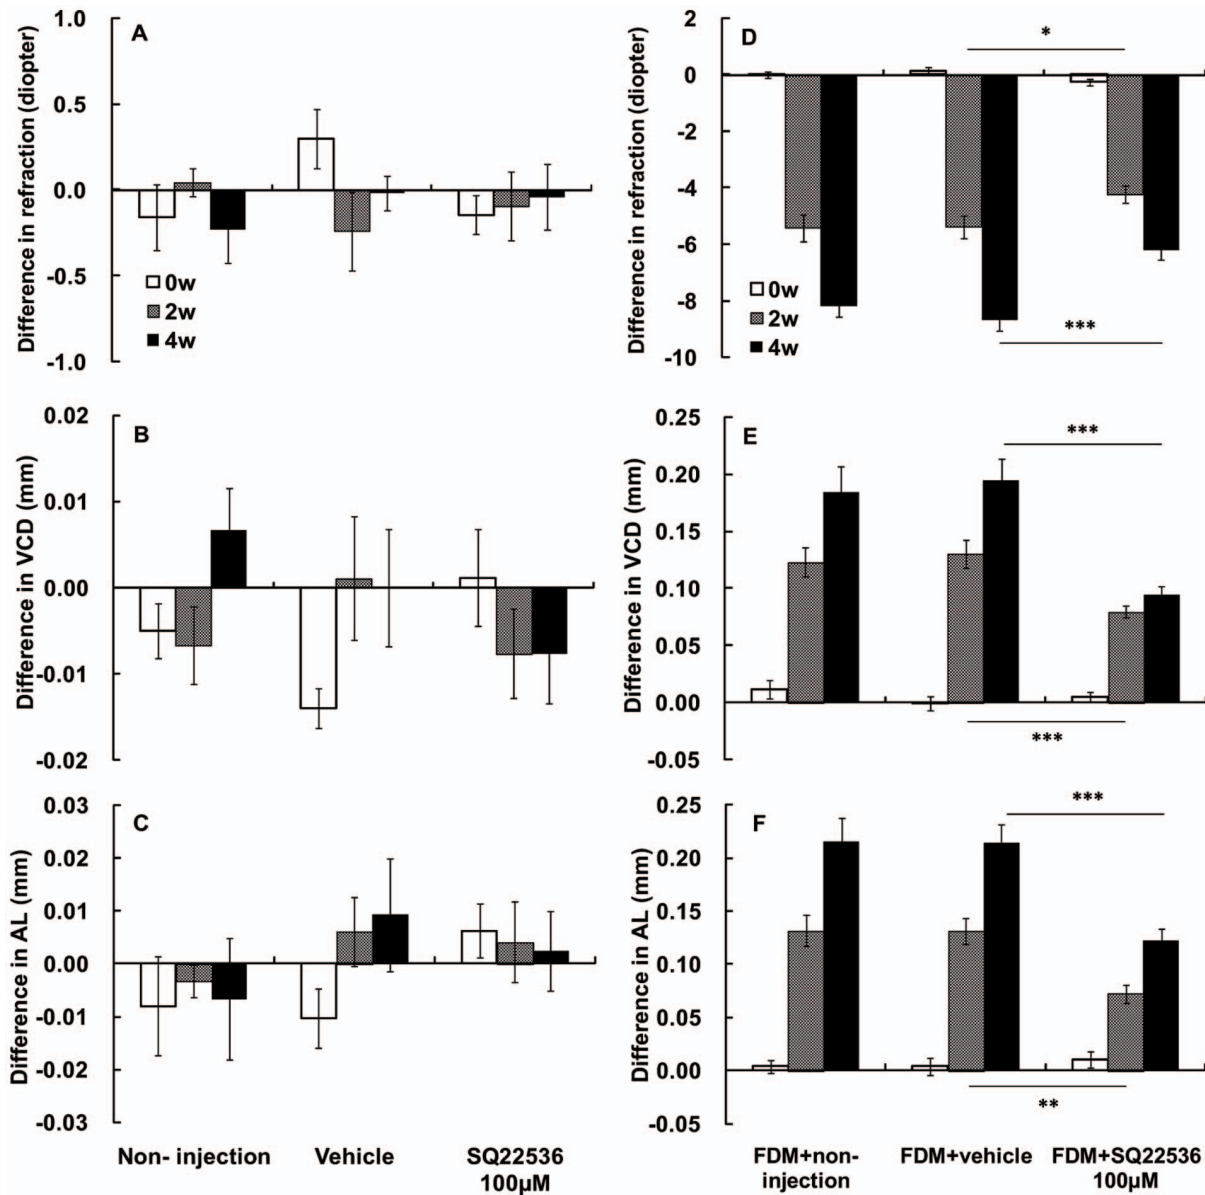 A
Difference in refraction (diopter)
1.0
0.5
0.0
-0.5
-1.0
0w
2w
4w
D
Difference in refraction (diopter)
2
0
-2
-4
-6
-8
-10
0w
2w
4w
*
***
B
Difference in VCD (mm)
0.02
0.01
0.00
-0.01
-0.02
E
Difference in VCD (mm)
0.25
0.20
0.15
0.10
0.05
0.00
-0.05
***
***
C
Difference in AL (mm)
0.03
0.02
0.01
0.00
-0.01
-0.02
-0.03
Non- injection
Vehicle
SQ22536
100µM
F
Difference in AL (mm)
0.25
0.20
0.15
0.10
0.05
0.00
-0.05
***
**
FDM+non-
injection
FDM+vehicle
FDM+SQ22536
100µM